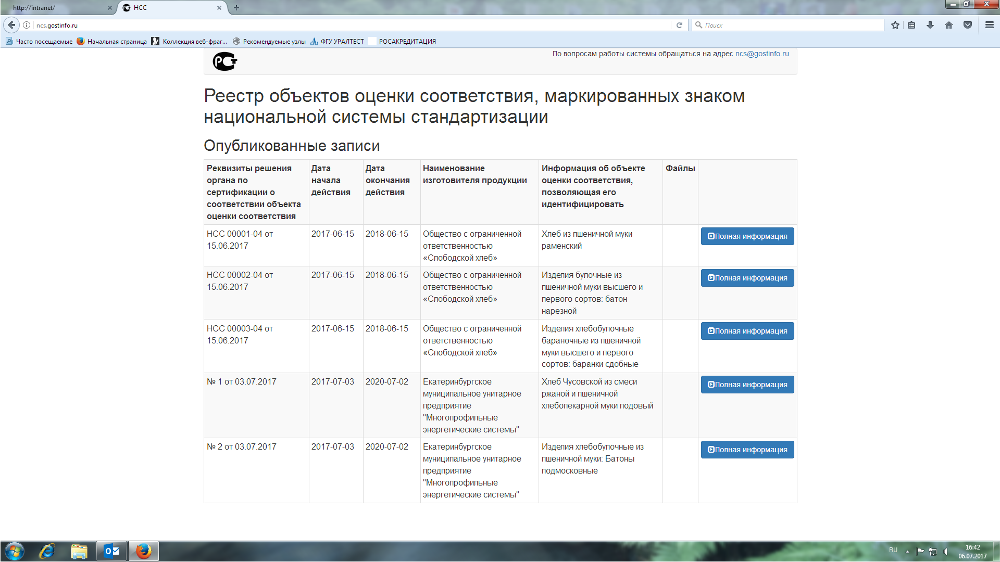 http://intranet/
НСС
ncs.gostinfo.ru
Поиск
Часто посещаемые
Начальная страница
Коллекция веб-фраг...
Рекомендуемые узлы
ФГУ УРАЛТЕСТ
РОСАКРЕДИТАЦИЯ
РСТ
По вопросам работы системы обращаться на адрес ncs@gostinfo.ru
Реестр объектов оценки соответствия, маркированных знаком
национальной системы стандартизации
Опубликованные записи
Реквизиты решения
органа по
сертификации о
соответствии объекта
оценки соответствия
Дата
начала
действия
Дата
окончания
действия
Наименование
изготовителя продукции
Информация об объекте
оценки соответствия,
позволяющая его
идентифицировать
Файлы
НСС 00001-04 от
15.06.2017
2017-06-15
2018-06-15
Общество с ограниченной
ответственностью
«Слободской хлеб»
Хлеб из пшеничной муки
раменский
Полная информация
НСС 00002-04 от
15.06.2017
2017-06-15
2018-06-15
Общество с ограниченной
ответственностью
«Слободской хлеб»
Изделия булочные из
пшеничной муки высшего и
первого сортов: батон
нарезной
Полная информация
НСС 00003-04 от
15.06.2017
2017-06-15
2018-06-15
Общество с ограниченной
ответственностью
«Слободской хлеб»
Изделия хлебобулочные
бараночные из пшеничной
муки высшего и первого
сортов: баранки сдобные
Полная информация
№ 1 от 03.07.2017
2017-07-03
2020-07-02
Екатеринбургское
муниципальное унитарное
предприятие
"Многопрофильные
энергетические системы"
Хлеб Чусовской из смеси
ржаной и пшеничной
хлебопекарной муки подовый
Полная информация
№ 2 от 03.07.2017
2017-07-03
2020-07-02
Екатеринбургское
муниципальное унитарное
предприятие
"Многопрофильные
энергетические системы"
Изделия хлебобулочные из
пшеничной муки: Батоны
подмосковные
Полная информация
RU
16:42
06.07.2017